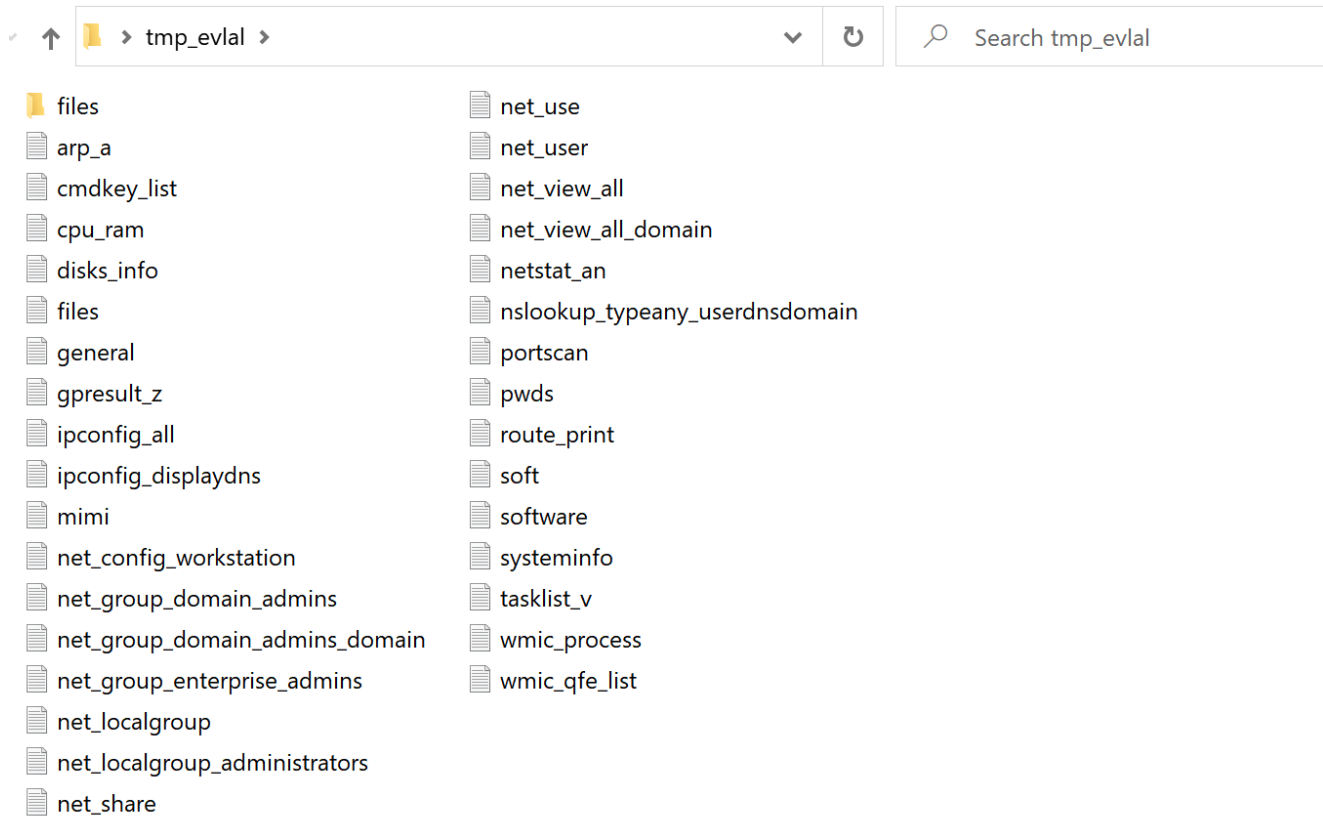 tmp_evlal
Search tmp_evlal
files
arp_a
cmdkey_list
cpu_ram
disks_info
files
general
gpresult_z
ipconfig_all
ipconfig_displaydns
mimi
net_config_workstation
net_group_domain_admins
net_group_domain_admins_domain
net_group_enterprise_admins
net_localgroup
net_localgroup_administrators
net_share
net_use
net_user
net_view_all
net_view_all_domain
netstat_an
nslookup_typeany_userdnsdomain
portscan
pwds
route_print
soft
software
systeminfo
tasklist_v
wmic_process
wmic_qfe_list